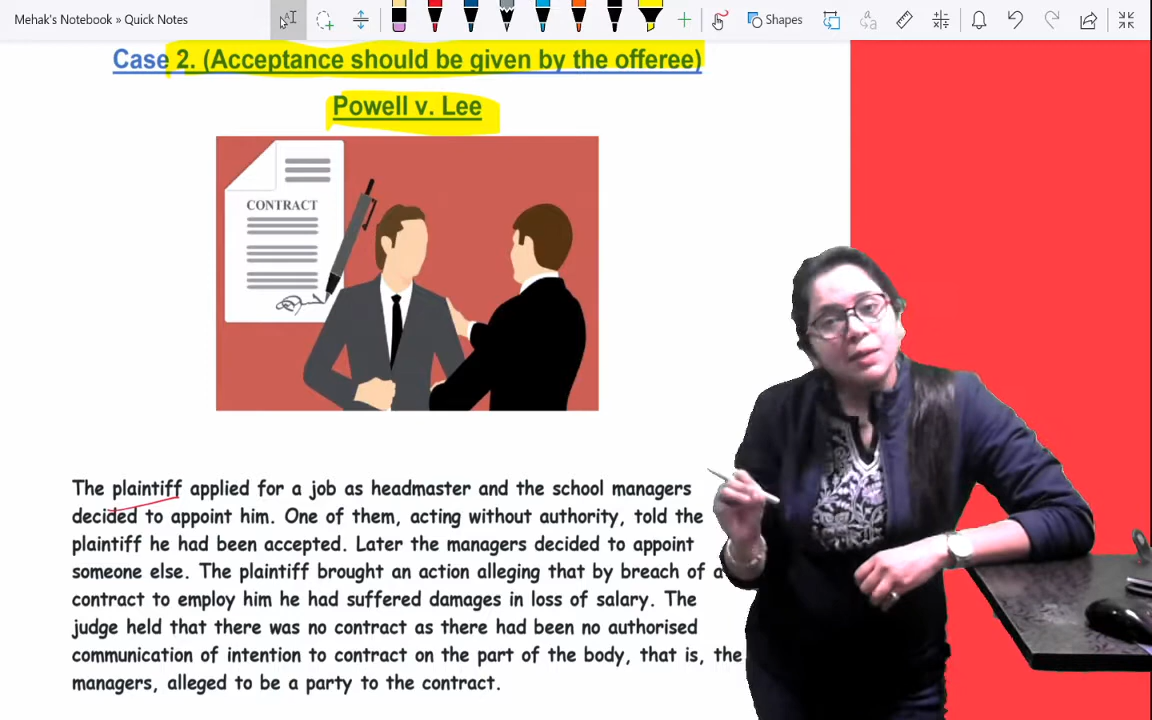 Mehak's Notebook » Quick Notes
Shapes
Case 2. (Acceptance should be given by the offeree)
Powell v. Lee
CONTRACT
The plaintiff applied for a job as headmaster and the school managers
decided to appoint him. One of them, acting without authority, told the
plaintiff he had been accepted. Later the managers decided to appoint
someone else. The plaintiff brought an action alleging that by breach of a
contract to employ him he had suffered damages in loss of salary. The
judge held that there was no contract as there had been no authorised
communication of intention to contract on the part of the body, that is, the
managers, alleged to be a party to the contract.